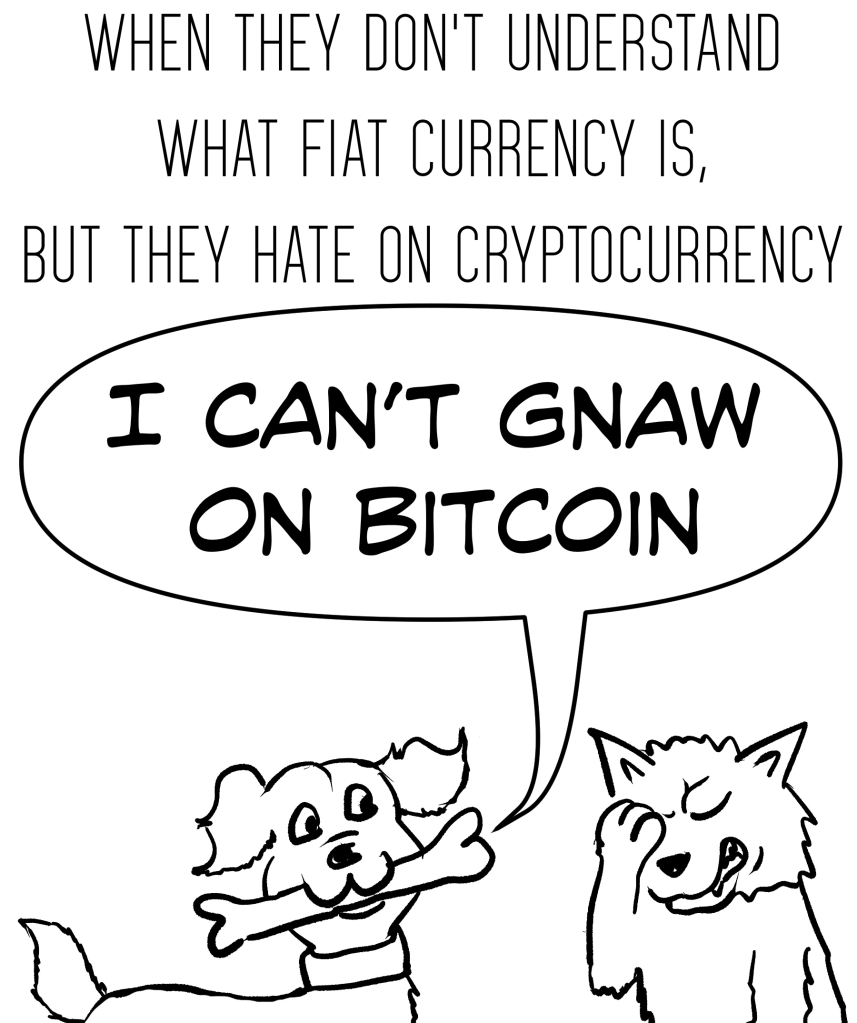 WHEN THEY DON'T UNDERSTAND
WHAT FIAT CURRENCY IS,
BUT THEY HATE ON CRYPTOCURRENCY
I CAN'T GNAW
ON BITCOIN